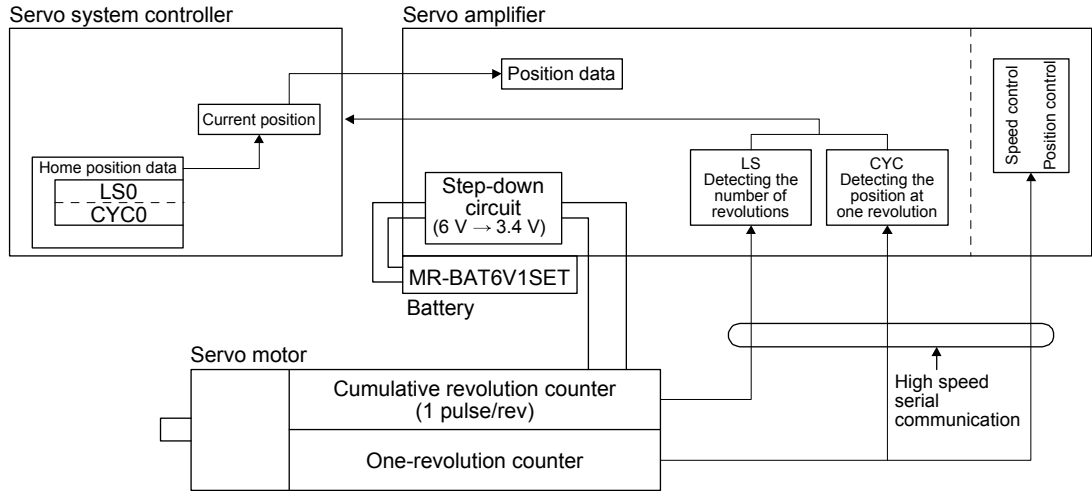 Servo system controller
Servo amplifier
Position data
Current position
Speed control
Position control
Home position data
LS0
CYC0
LS
Detecting the
number of
revolutions
CYC
Detecting the
position at
one revolution
Step-down
circuit
(6 V → 3.4 V)
MR-BAT6V1SET
Battery
Servo motor
Cumulative revolution counter
(1 pulse/rev)
One-revolution counter
High speed
serial
communication